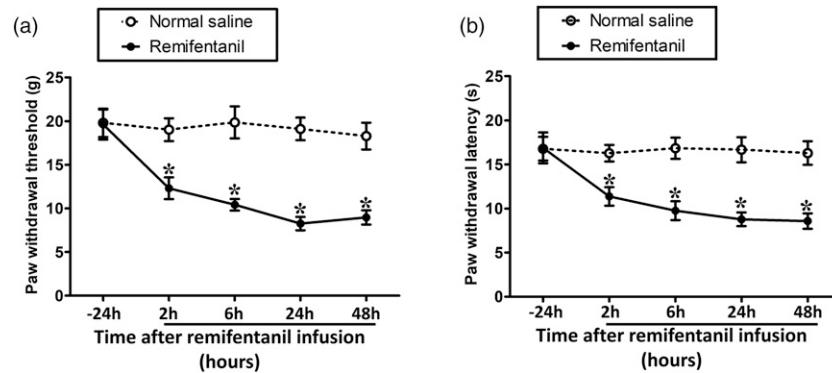 (a)
Normal saline
Remifentanil
Paw withdrawal threshold (g)
25
20
15
10
5
0
*
*
*
*
-24h 2h 6h 24h 48h
Time after remifentanil infusion
(hours)
(b)
Normal saline
Remifentanil
Paw withdrawal latency (s)
25
20
15
10
5
0
*
*
*
*
-24h 2h 6h 24h 48h
Time after remifentanil infusion
(hours)